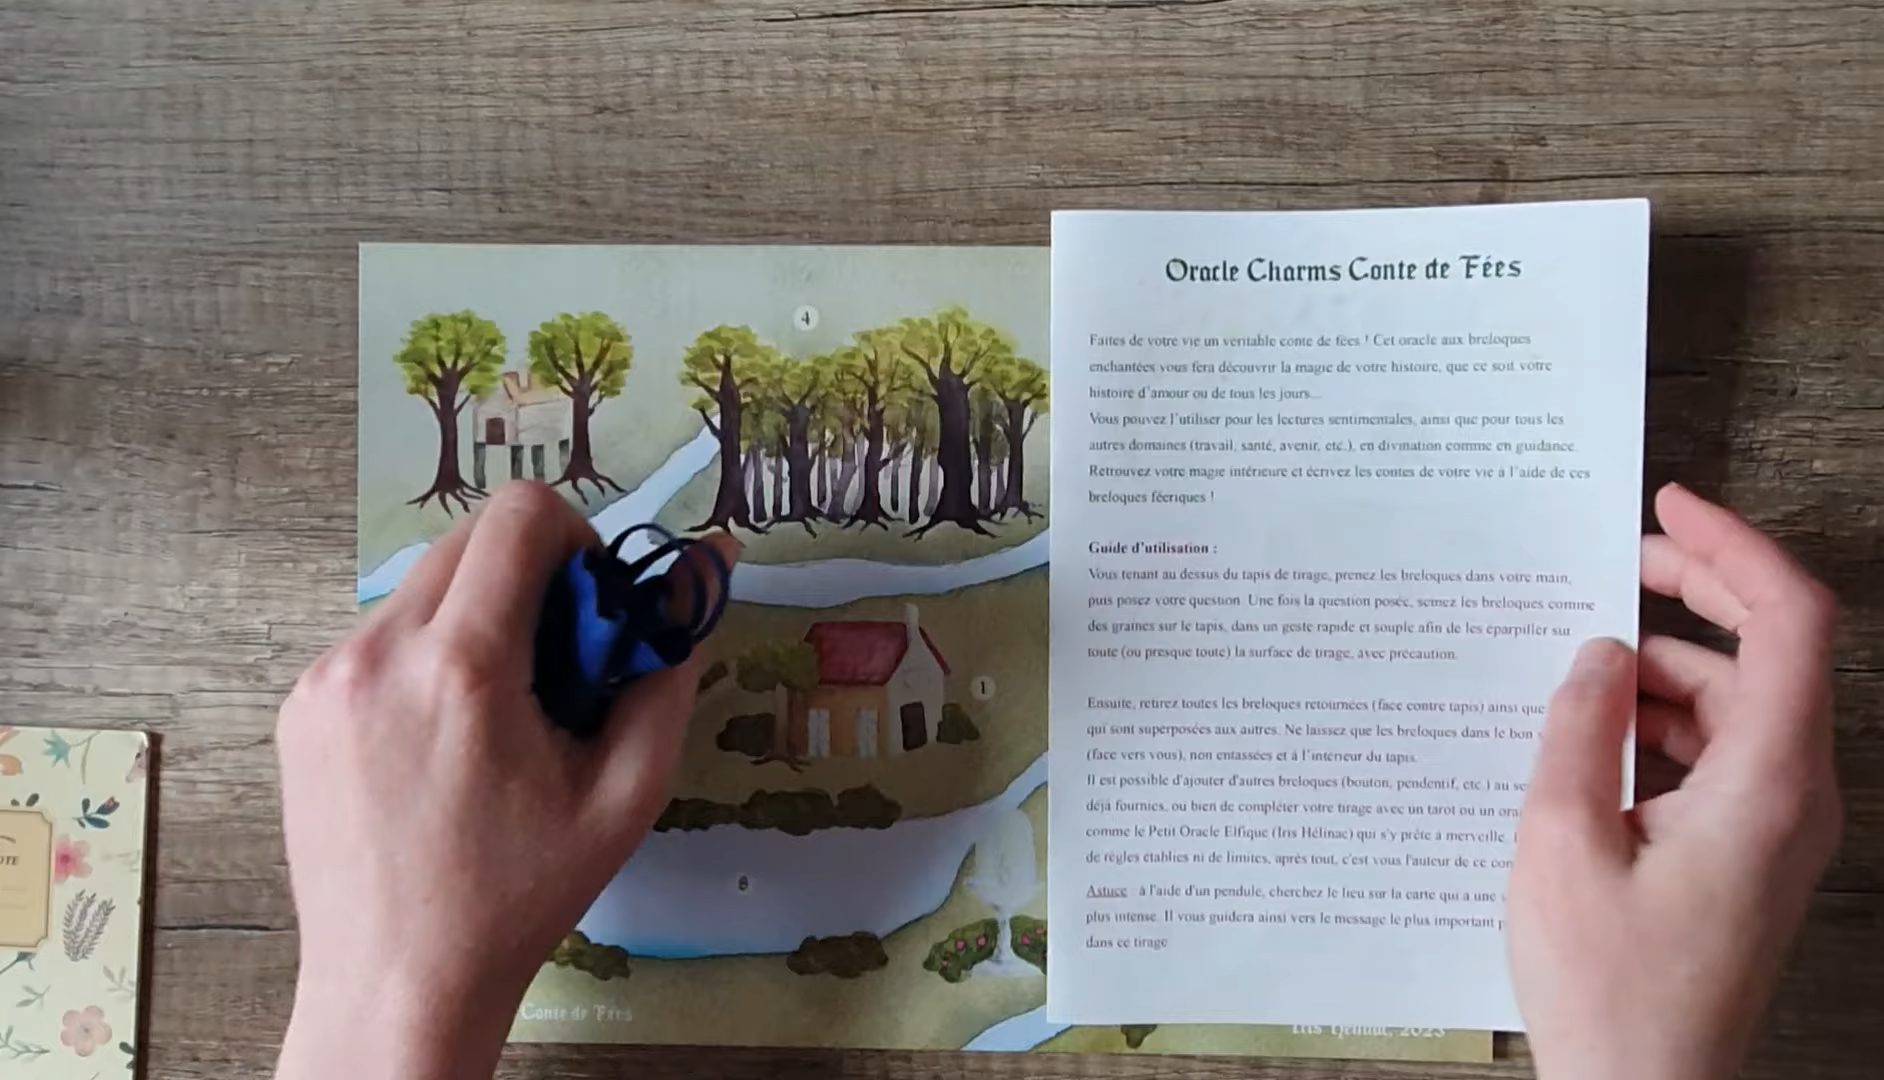 Oracle Charms Conte de Fées
Faites de votre vie un véritable conte de fées ! Cet oracle aux breloques
enchantées vous fera découvrir la magie de votre histoire, que ce soit votre
histoire d'amour ou de tous les jours...
Vous pouvez l'utiliser pour les lectures sentimentales, ainsi que pour tous les
autres domaines (travail, santé, avenir, etc.), en divination comme en guidance.
Retrouvez votre magie intérieure et écrivez les contes de votre vie à l'aide de ces
breloques féeriques !
Guide d'utilisation :
Vous tenant au dessus du tapis de tirage, prenez les breloques dans votre main,
puis posez votre question. Une fois la question posée, semez les breloques comme
des graines sur le tapis, dans un geste rapide et souple afin de les éparpiller sur
toute (ou presque toute) la surface de tirage, avec précaution.
Ensuite, retirez toutes les breloques retournées (face contre tapis) ainsi que
qui sont superposées aux autres. Ne laissez que les breloques dans le bon
(face vers vous), non entassées et à l'intérieur du tapis.
Il est possible d'ajouter d'autres breloques (bouton, pendentif, etc.) au
déjà fournies, ou bien de compléter votre tirage avec un tarot ou un
comme le Petit Oracle Elfique (Iris Hélinac) qui s'y prête à merveille.
de règles établies ni de limites, après tout, c'est vous l'auteur de ce
Astuce : à l'aide d'un pendule, cherchez le lieu sur la carte qui a une
plus intense. Il vous guidera ainsi vers le message le plus important
dans ce tirage
4
1
8
Conte de Fées
2023